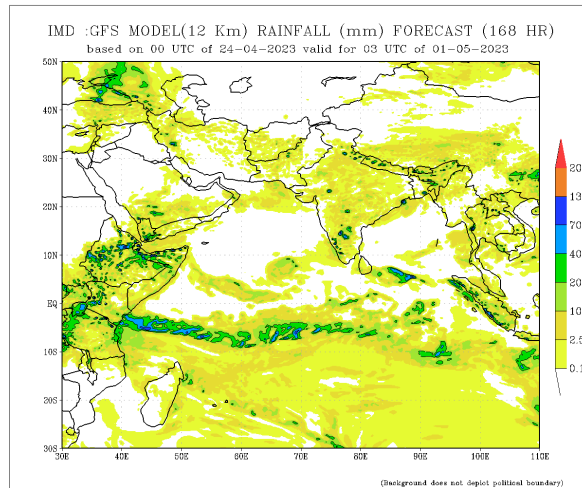 IMD :GFS MODEL(12 Km) RAINFALL (mm) FORECAST (168 HR)
based on 00 UTC of 24-04-2023 valid for 03 UTC of 01-05-2023
50N
40N
30N
20N
10N
EQ
10S
20S
30S
30E 40E 50E 60E 70E 80E 90E 100E 110E
20
13
70
40
10
2.5
0.1
(Background does not depict political boundary)